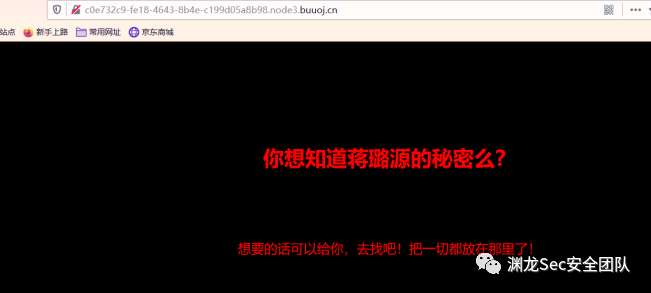 c0e732c9-fe18-4643-8b4e-c199d05a8b98.node3.buuoj.cn
站点 新手上路 常用网址 京东商城
你想知道蒋璐源的秘密么?
想要的话可以给你，去找吧！把一切都放在那里了！
渊龙Sec安全团队